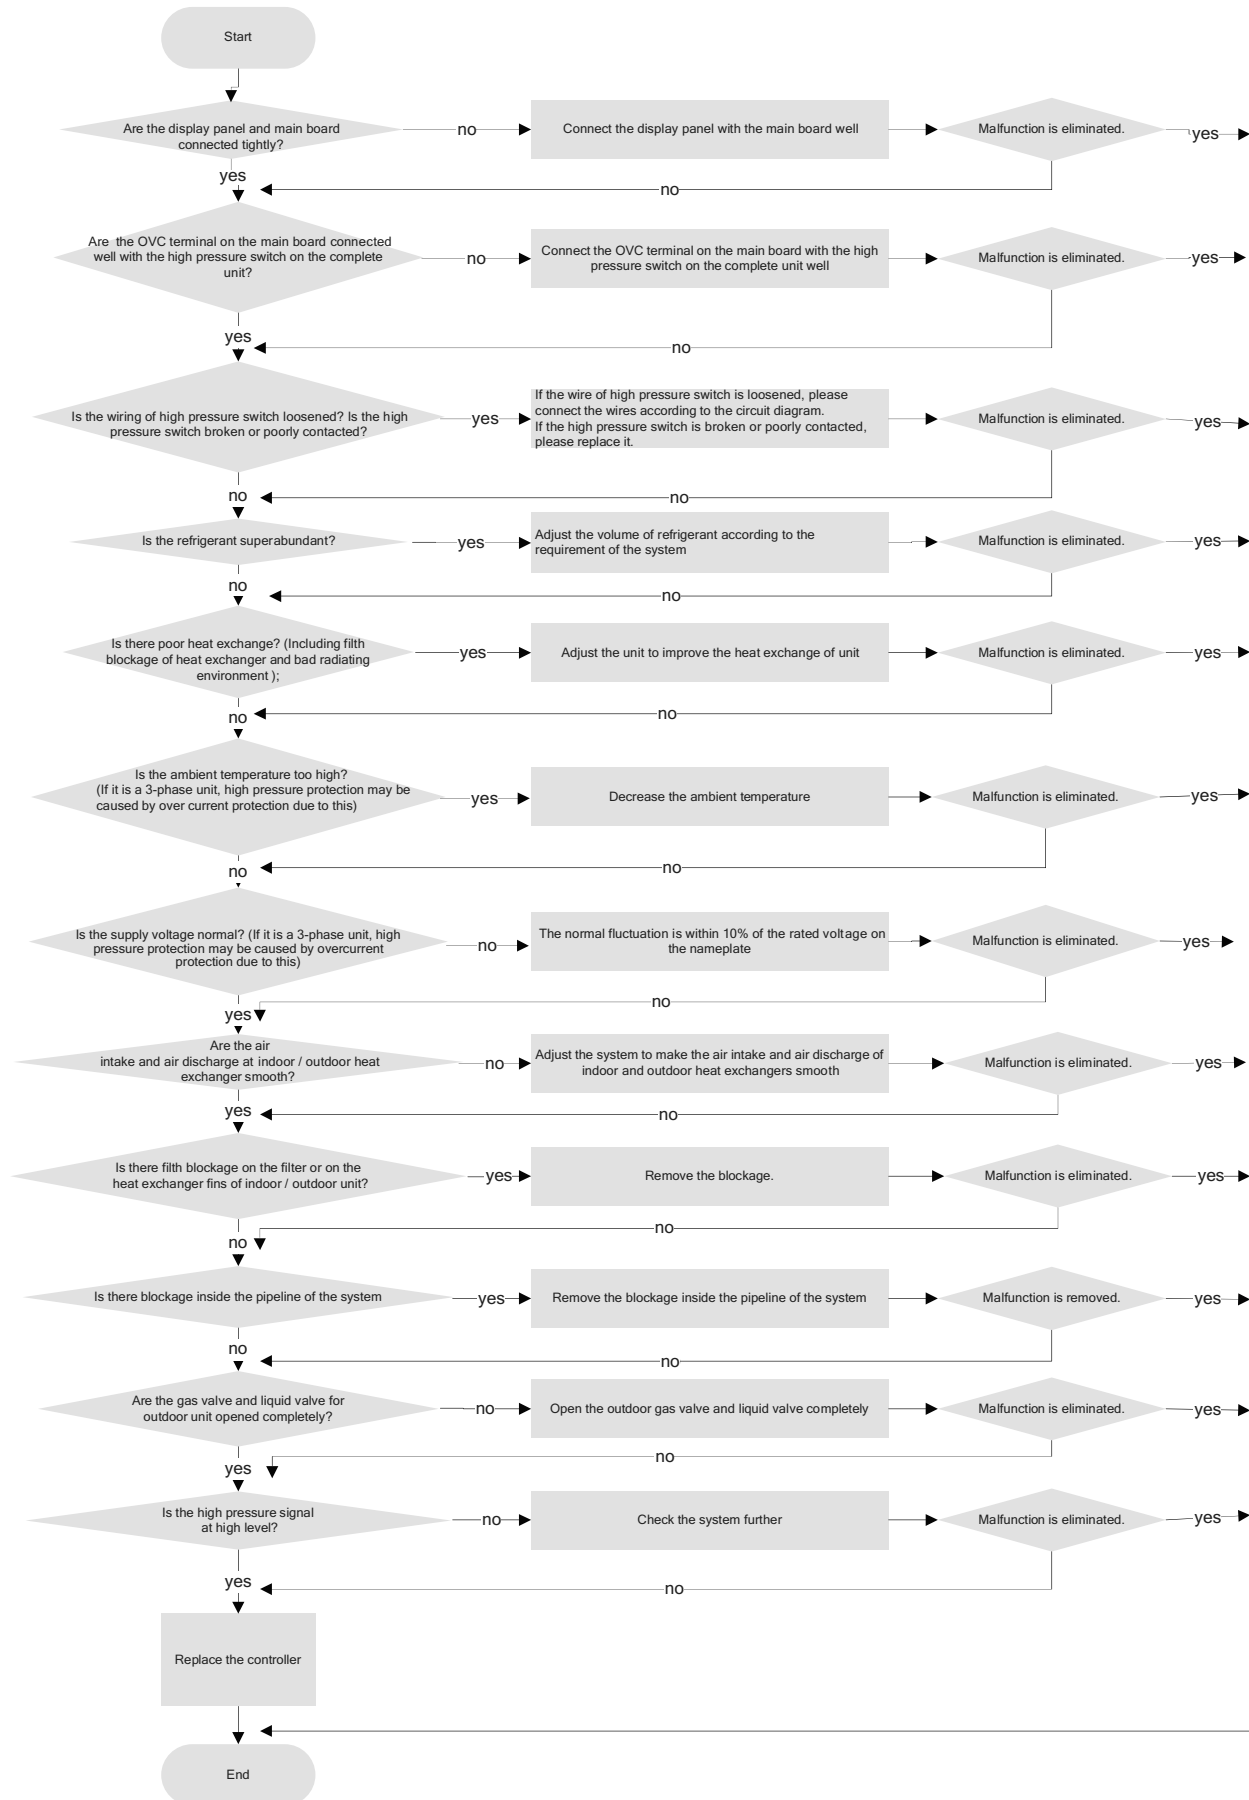 Start
Are the display panel and main board
connected tightly?
no
Connect the display panel with the main board well
Malfunction is eliminated.
yes
yes
no
Are  the OVC terminal on the main board connected
well with the high pressure switch on the complete
unit?
no
Connect the OVC terminal on the main board with the high
pressure switch on the complete unit well
Malfunction is eliminated.
yes
yes
no
Is the wiring of high pressure switch loosened? Is the high
pressure switch broken or poorly contacted?
yes
If the wire of high pressure switch is loosened, please
connect the wires according to the circuit diagram.
If the high pressure switch is broken or poorly contacted,
please replace it.
Malfunction is eliminated.
yes
no
no
Is the refrigerant superabundant?
yes
Adjust the volume of refrigerant according to the
requirement of the system
Malfunction is eliminated.
yes
no
no
Is there poor heat exchange? (Including filth
blockage of heat exchanger and bad radiating
environment );
yes
Adjust the unit to improve the heat exchange of unit
Malfunction is eliminated.
yes
no
no
Is the ambient temperature too high?
(If it is a 3-phase unit, high pressure protection may be
caused by over current protection due to this)
yes
Decrease the ambient temperature
Malfunction is eliminated.
yes
no
no
Is the supply voltage normal? (If it is a 3-phase unit, high
pressure protection may be caused by overcurrent
protection due to this)
no
The normal fluctuation is within 10% of the rated voltage on
the nameplate
Malfunction is eliminated.
yes
no
yes
Are the air
intake and air discharge at indoor / outdoor heat
exchanger smooth?
no
Adjust the system to make the air intake and air discharge of
indoor and outdoor heat exchangers smooth
Malfunction is eliminated.
yes
yes
no
Is there filth blockage on the filter or on the
heat exchanger fins of indoor / outdoor unit?
yes
Remove the blockage.
Malfunction is eliminated.
yes
no
no
Is there blockage inside the pipeline of the system
yes
Remove the blockage inside the pipeline of the system
Malfunction is removed.
yes
no
no
Are the gas valve and liquid valve for
outdoor unit opened completely?
no
Open the outdoor gas valve and liquid valve completely
Malfunction is eliminated.
yes
no
yes
Is the high pressure signal
at high level?
no
Check the system further
Malfunction is eliminated.
yes
yes
no
Replace the controller
End